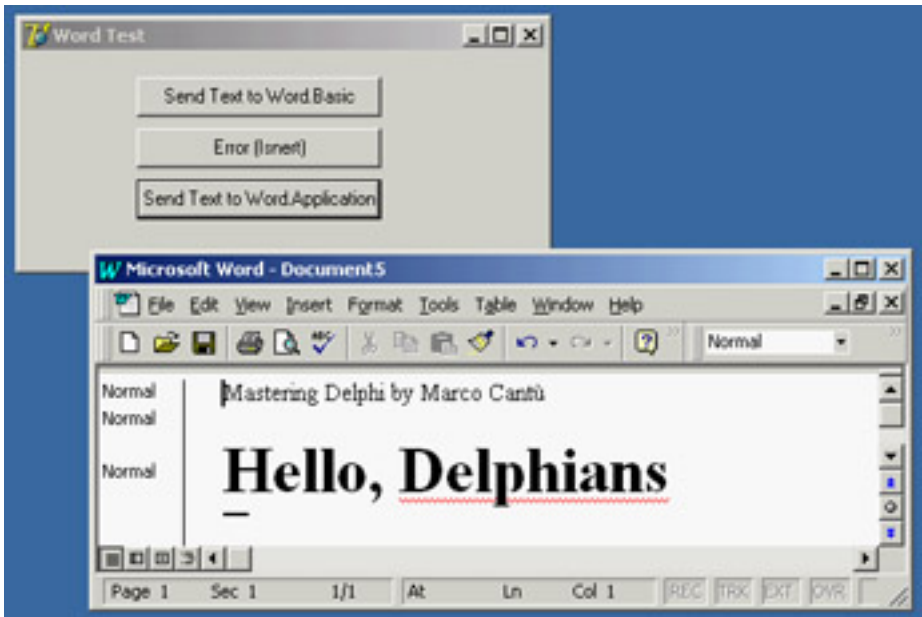 Word Test
Send Text to Word.Basic
Error (Isnert)
Send Text to Word.Application
Microsoft Word - Document5
File Edit View Insert Format Tools Table Window Help
Normal
Normal Mastering Delphi by Marco Cantù
Normal
Normal Hello, Delphians
Page 1 Sec 1 1/1 At Ln Col 1 REC TRK EXT OVR